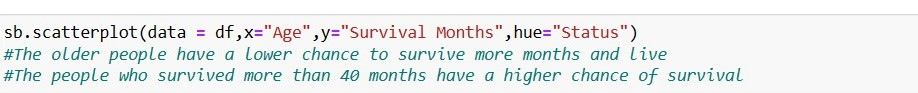 sb.scatterplot(data = df,x="Age",y="Survival Months",hue="Status")
#The older people have a lower chance to survive more months and live
#The people who survived more than 40 months have a higher chance of survival